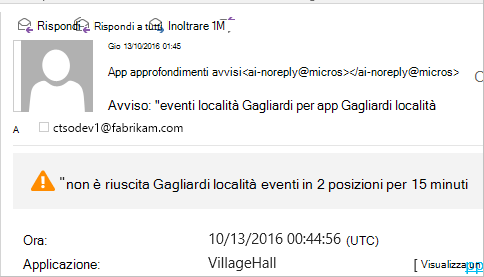 Rispondi Rispondi a tutti Inoltrare 1M
Gio 13/10/2016 01:45
App approfondimenti avvisi<ai-noreply@micros></ai-noreply@micros>
Avviso: "eventi località Gagliardi per app Gagliardi località
A ctsodev1@fabrikam.com
"non è riuscita Gagliardi località eventi in 2 posizioni per 15 minuti
Ora: 10/13/2016 00:44:56 (UTC)
Applicazione: VillageHall [ Visualizza